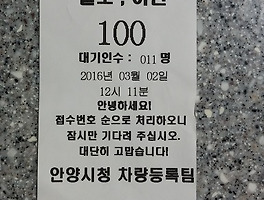 100
대기인수 : 011 명
2016년 03월 02일
12시 11분
안녕하세요!
접수번호 순으로 처리하오니
잠시만 기다려 주십시오.
대단히 고맙습니다!
안양시청 차량등록팀